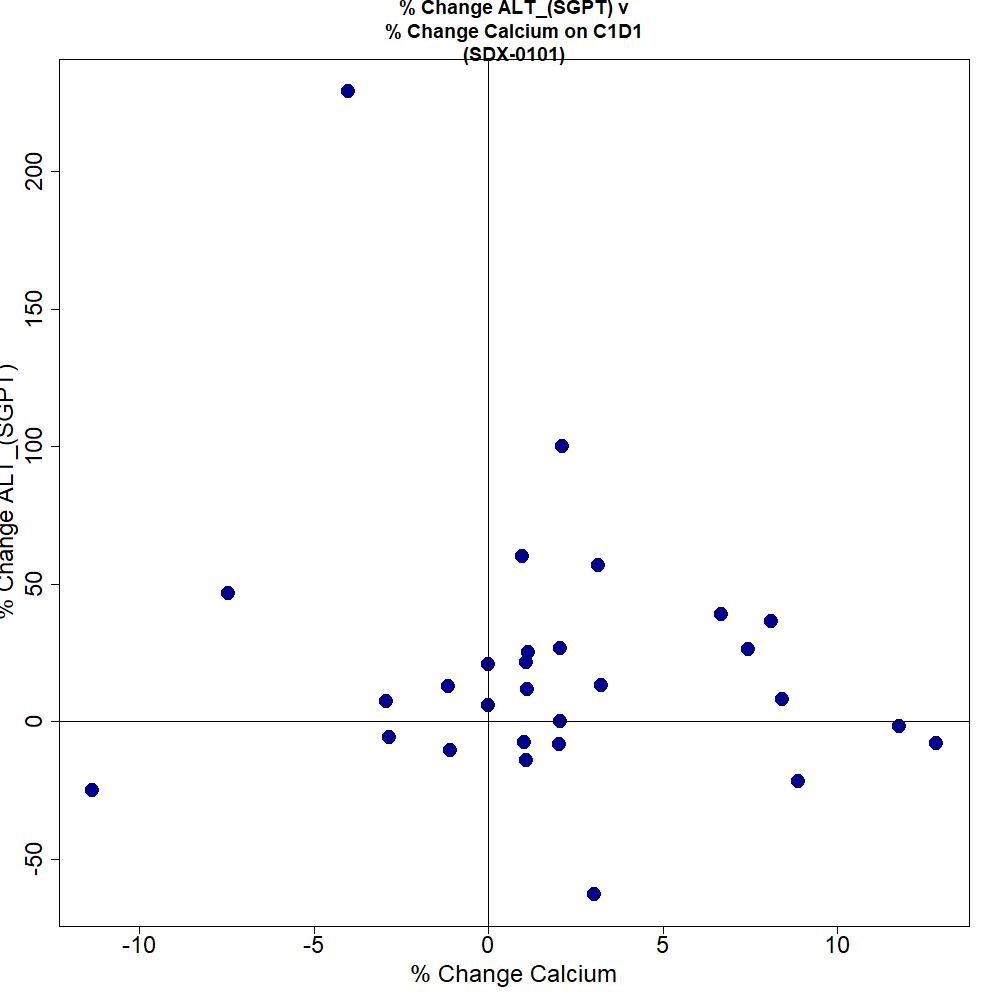 % Change ALT_(SGPT) v
% Change Calcium on C1D1
(SDX-0101)
% Change ALT_(SGPT)
200
150
100
50
0
-50
-10
-5
0
5
10
% Change Calcium